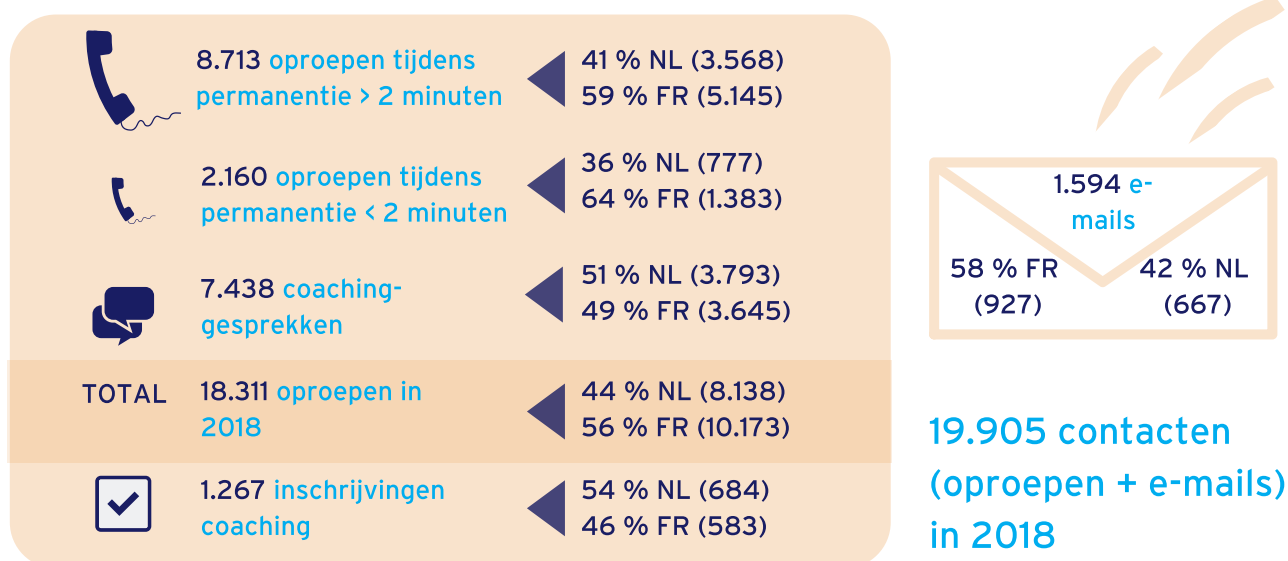 8.713 oproepen tijdens
permanentie > 2 minuten
41 % NL (3.568)
59 % FR (5.145)
2.160 oproepen tijdens
permanentie < 2 minuten
36 % NL (777)
64 % FR (1.383)
7.438 coaching-
gesprekken
51 % NL (3.793)
49 % FR (3.645)
TOTAL
18.311 oproepen in
2018
44 % NL (8.138)
56 % FR (10.173)
1.267 inschrijvingen
coaching
54 % NL (684)
46 % FR (583)
1.594 e-
mails
58 % FR
(927)
42 % NL
(667)
19.905 contacten
(oproepen + e-mails)
in 2018